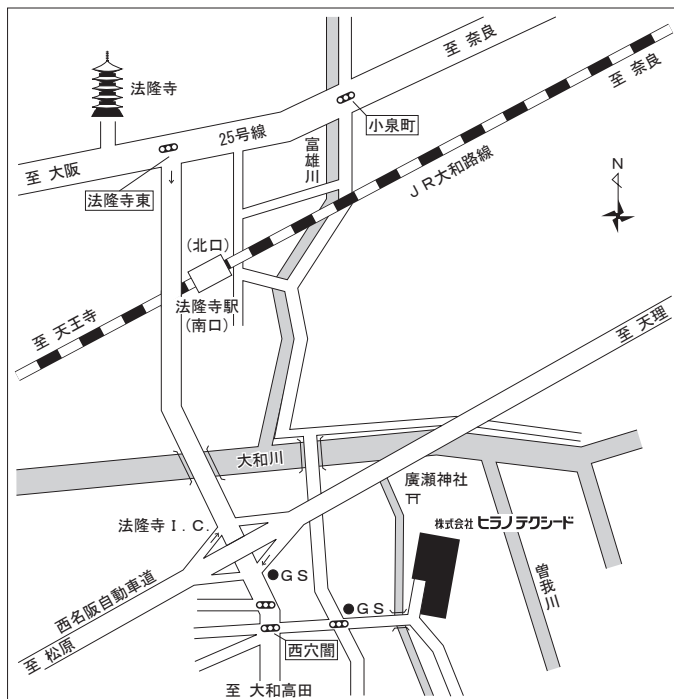 至 奈良
至 奈良
法隆寺
小泉町
25号線
富雄川
至 大阪
法隆寺東
JR大和路線
N
(北口)
法隆寺駅
(南口)
至 天王寺
至 天理
大和川
廣瀬神社
株式会社 ヒラノテクシード
法隆寺 I.C.
GS
西名阪自動車道
GS
曽我川
至 松原
西穴闇
至 大和高田